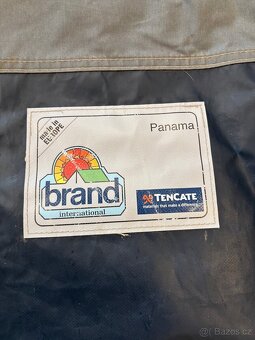 made in
EUROPE
Panama
brand
international
TENCATE
materials that make a difference
Bazos.cz